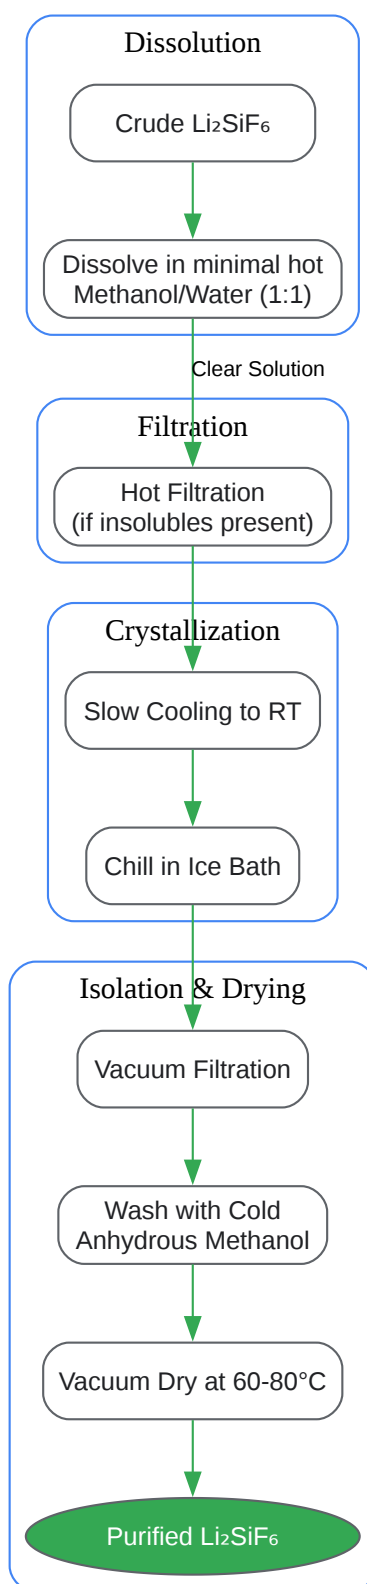 Dissolution
Crude Li₂SiF₆
Dissolve in minimal hot
Methanol/Water (1:1)
Clear Solution
Filtration
Hot Filtration
(if insolubles present)
Crystallization
Slow Cooling to RT
Chill in Ice Bath
Isolation & Drying
Vacuum Filtration
Wash with Cold
Anhydrous Methanol
Vacuum Dry at 60-80°C
Purified Li₂SiF₆